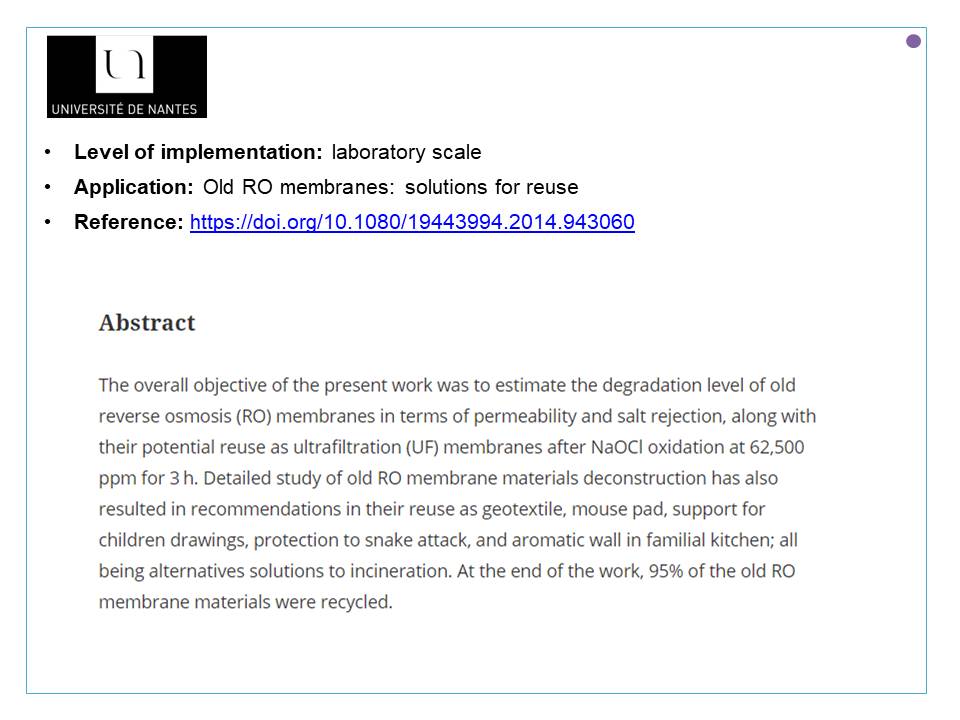 UNIVERSITÉ DE NANTES
• Level of implementation: laboratory scale
• Application: Old RO membranes: solutions for reuse
• Reference: https://doi.org/10.1080/19443994.2014.943060
Abstract
The overall objective of the present work was to estimate the degradation level of old
reverse osmosis (RO) membranes in terms of permeability and salt rejection, along with
their potential reuse as ultrafiltration (UF) membranes after NaOCl oxidation at 62,500
ppm for 3 h. Detailed study of old RO membrane materials deconstruction has also
resulted in recommendations in their reuse as geotextile, mouse pad, support for
children drawings, protection to snake attack, and aromatic wall in familial kitchen; all
being alternatives solutions to incineration. At the end of the work, 95% of the old RO
membrane materials were recycled.